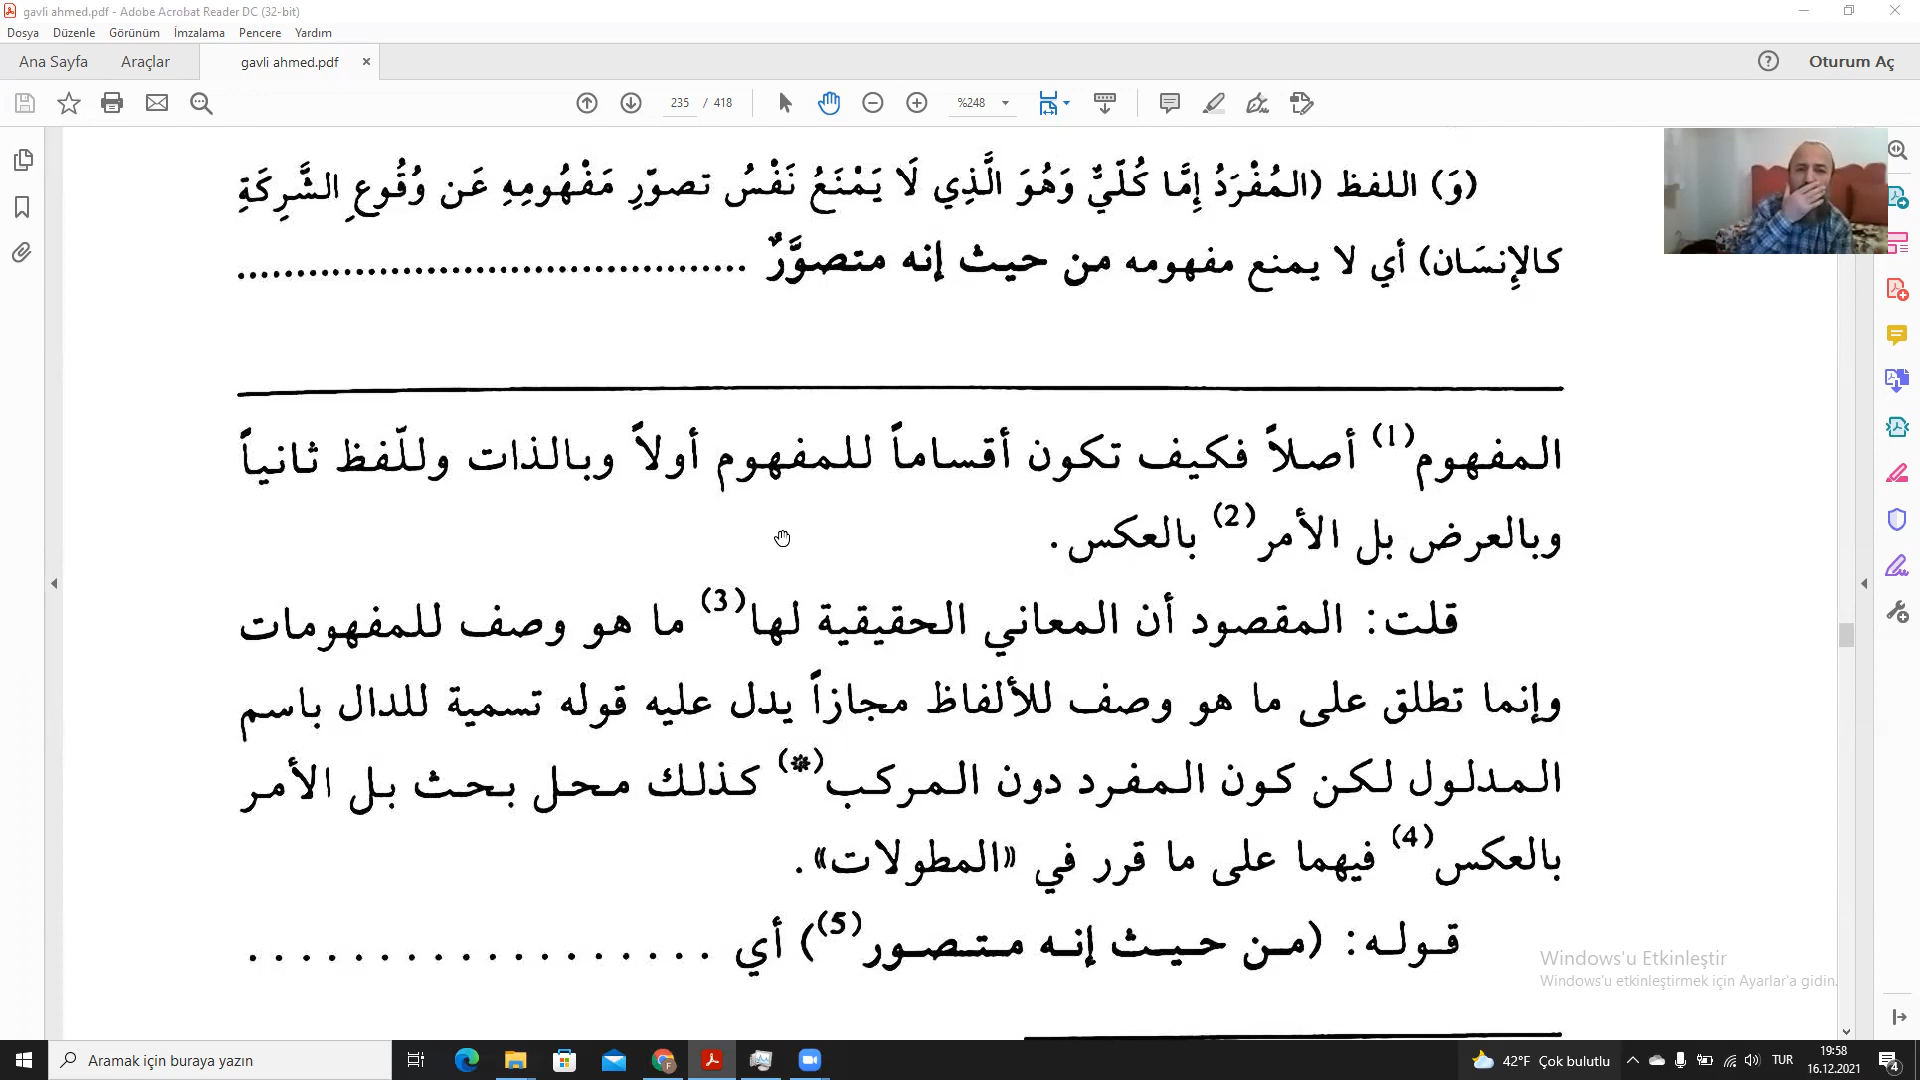 gavli ahmed.pdf - Adobe Acrobat Reader DC (32-bit)
Dosya Düzenle Görünüm İmzalama Pencere Yardım
Ana Sayfa Araçlar gavli ahmed.pdf × Oturum Aç
235 / 418 %248
(وَ) اللفظ (المُفْرَدُ إِمَّا كُلّيٌّ وَهُوَ الَّذِي لَا يَمْنَعُ نَفْسُ تصوّرِ مَفْهُومِهِ عَن وُقُوعِ الشَّرِكَةِ
كالإِنسَان) أي لا يمنع مفهومه من حيث إنه متصوَّرٌ ........................................
المفهوم(1) أصلاً فكيف تكون أقساماً للمفهوم أولاً وبالذات وللّفظ ثانياً
وبالعرض بل الأمر(2) بالعكس.
قلت: المقصود أن المعاني الحقيقية لها(3) ما هو وصف للمفهومات
وإنما تطلق على ما هو وصف للألفاظ مجازاً يدل عليه قوله تسمية للدال باسم
المدلول لكن كون المفرد دون المركب(*) كذلك محل بحث بل الأمر
بالعكس(4) فيهما على ما قرر في «المطولات».
قوله: (من حيث إنه متصور(5)) أي . . . . . . . . . . . . . . . . . .
Windows'u Etkinleştir
Windows'u etkinleştirmek için Ayarlar'a gidin.
Aramak için buraya yazın
42°F Çok bulutlu TUR 19:58
16.12.2021 4